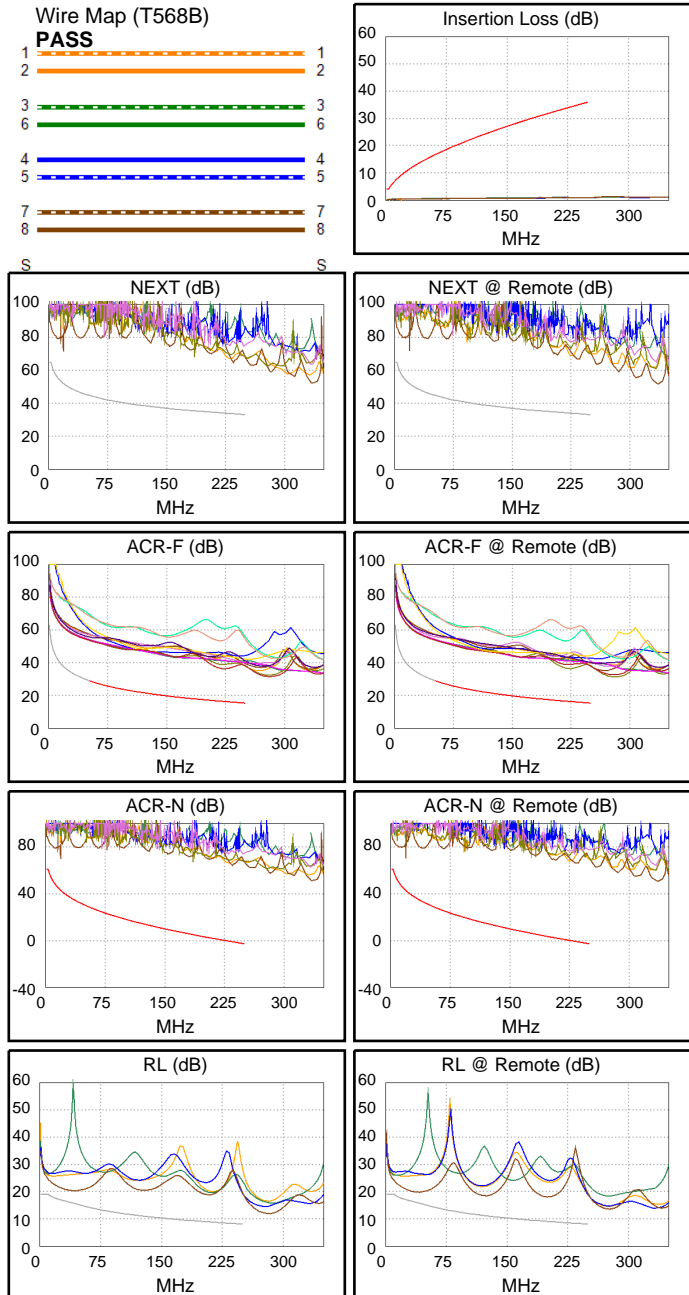 Wire Map (T568B)
PASS
1 1
2 2
3 3
6 6
4 4
5 5
7 7
8 8
S S
Insertion Loss (dB)
60
50
40
30
20
10
0
0 75 150 225 300
MHz
NEXT (dB)
100
80
60
40
20
0
0 75 150 225 300
MHz
NEXT @ Remote (dB)
100
80
60
40
20
0
0 75 150 225 300
MHz
ACR-F (dB)
100
80
60
40
20
0
0 75 150 225 300
MHz
ACR-F @ Remote (dB)
100
80
60
40
20
0
0 75 150 225 300
MHz
ACR-N (dB)
80
40
0
-40
0 75 150 225 300
MHz
ACR-N @ Remote (dB)
80
40
0
-40
0 75 150 225 300
MHz
RL (dB)
60
50
40
30
20
10
0
0 75 150 225 300
MHz
RL @ Remote (dB)
60
50
40
30
20
10
0
0 75 150 225 300
MHz